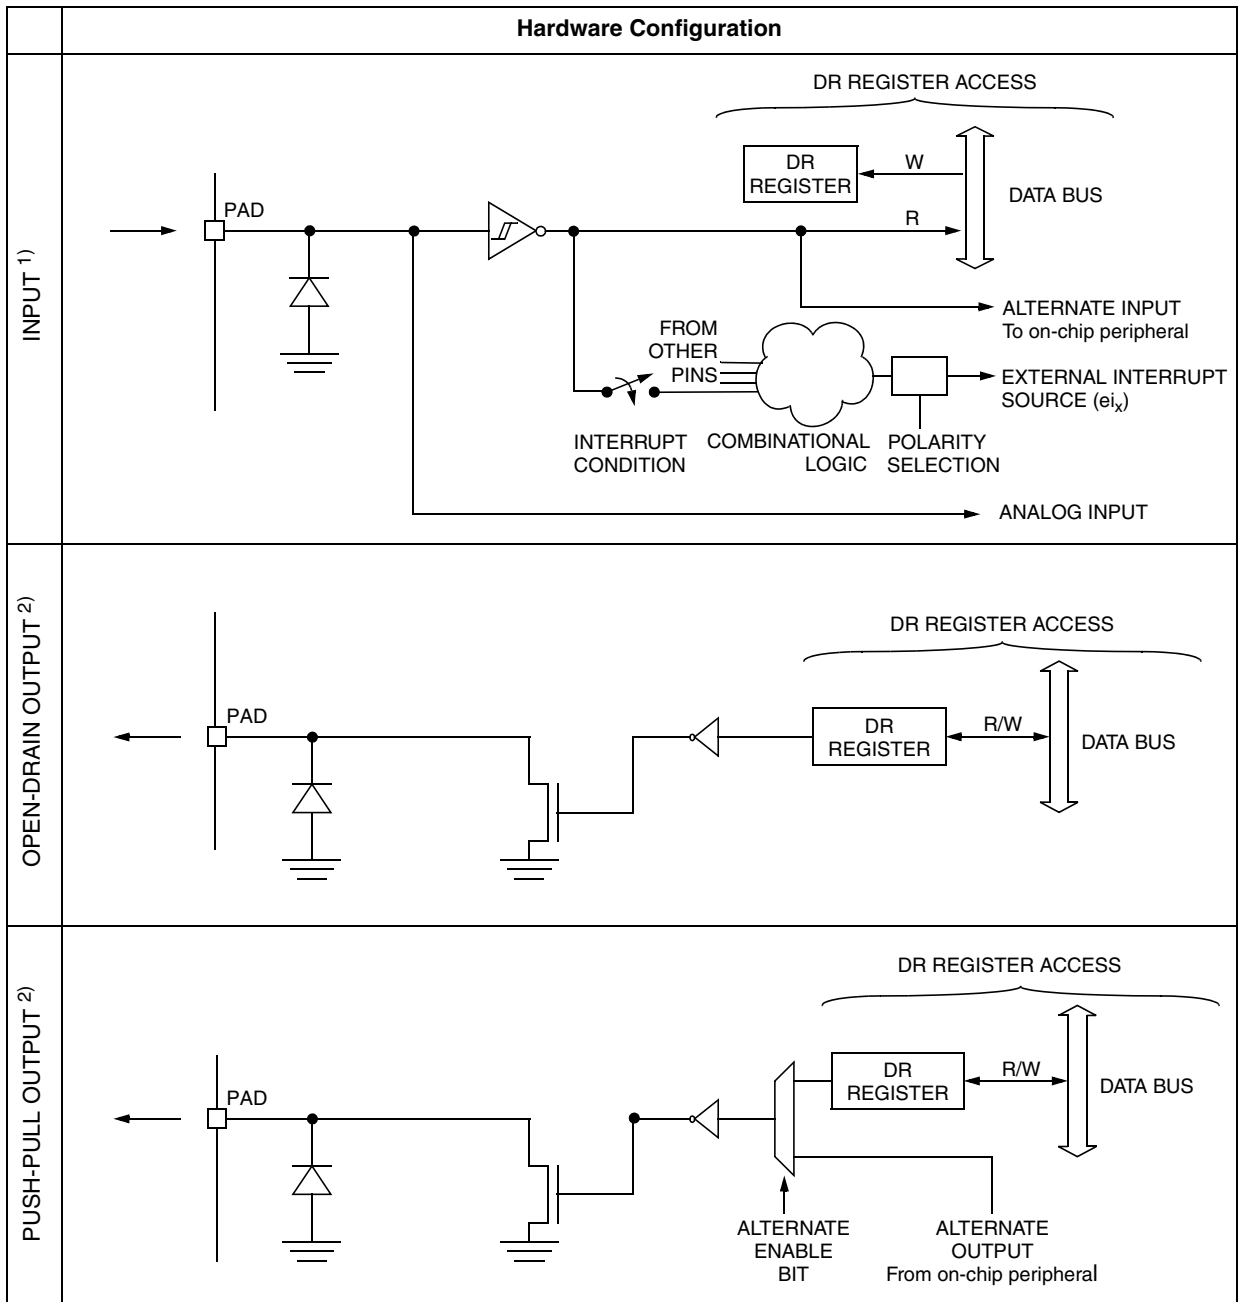 Hardware Configuration
INPUT 1)
DR REGISTER ACCESS
DR
REGISTER
W
DATA BUS
PAD
R
ALTERNATE INPUT
To on-chip peripheral
FROM
OTHER
PINS
EXTERNAL INTERRUPT
SOURCE (eix)
INTERRUPT
CONDITION
COMBINATIONAL
LOGIC
POLARITY
SELECTION
ANALOG INPUT
OPEN-DRAIN OUTPUT 2)
DR REGISTER ACCESS
PAD
DR
REGISTER
R/W
DATA BUS
PUSH-PULL OUTPUT 2)
DR REGISTER ACCESS
PAD
DR
REGISTER
R/W
DATA BUS
ALTERNATE
ENABLE
BIT
ALTERNATE
OUTPUT
From on-chip peripheral